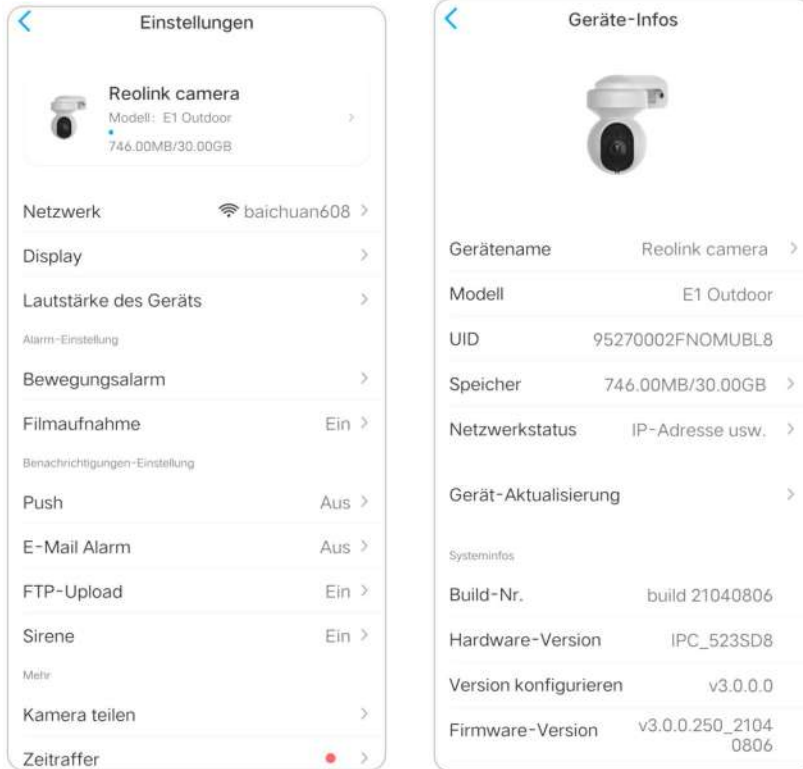 Einstellungen
Reolink camera
Modell: E1 Outdoor
746.00MB/30.00GB
Netzwerk baichuan608
Display
Lautstärke des Geräts
Alarm-Einstellung
Bewegungsalarm
Filmaufnahme Ein
Benachrichtigungen-Einstellung
Push Aus
E-Mail Alarm Aus
FTP-Upload Ein
Sirene Ein
Mehr
Kamera teilen
Zeitraffer
Geräte-Infos
Gerätename Reolink camera
Modell E1 Outdoor
UID 95270002FNOMUBL8
Speicher 746.00MB/30.00GB
Netzwerkstatus IP-Adresse usw.
Gerät-Aktualisierung
Systeminfos
Build-Nr. build 21040806
Hardware-Version IPC_523SD8
Version konfigurieren v3.0.0.0
Firmware-Version v3.0.0.250_2104
0806